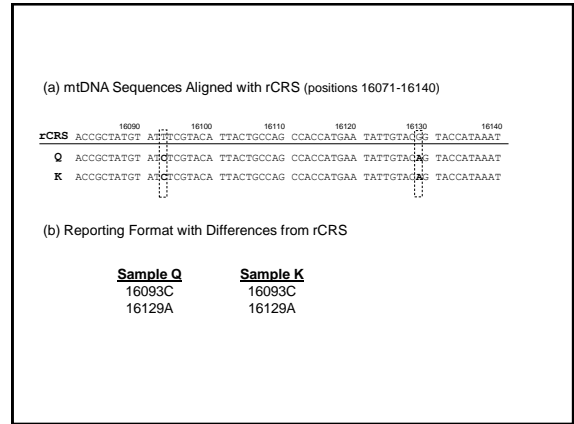 (a) mtDNA Sequences Aligned with rCRS (positions 16071-16140)
16090 16100 16110 16120 16130 16140
rCRS ACCGCTATGT ATTTCGTACA TTACTGCCAG CCACCATGAA TATTGTACGG TACCATAAAT
Q ACCGCTATGT ATCTCGTACA TTACTGCCAG CCACCATGAA TATTGTACAG TACCATAAAT
K ACCGCTATGT ATCTCGTACA TTACTGCCAG CCACCATGAA TATTGTACAG TACCATAAAT
(b) Reporting Format with Differences from rCRS
Sample Q Sample K
16093C 16093C
16129A 16129A